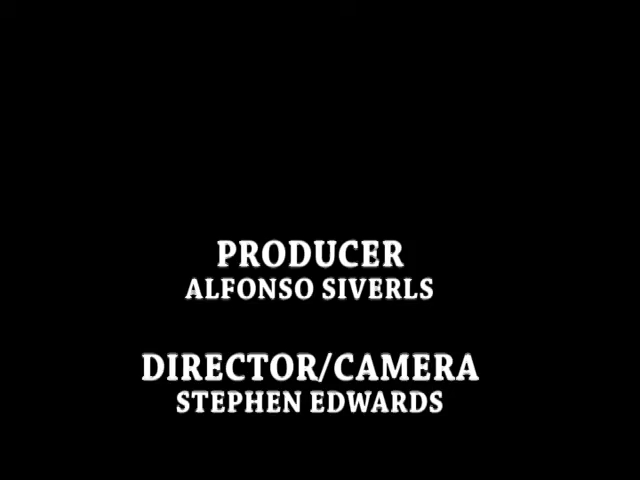 PRODUCER
ALFONSO SIVERLS
DIRECTOR/CAMERA
STEPHEN EDWARDS